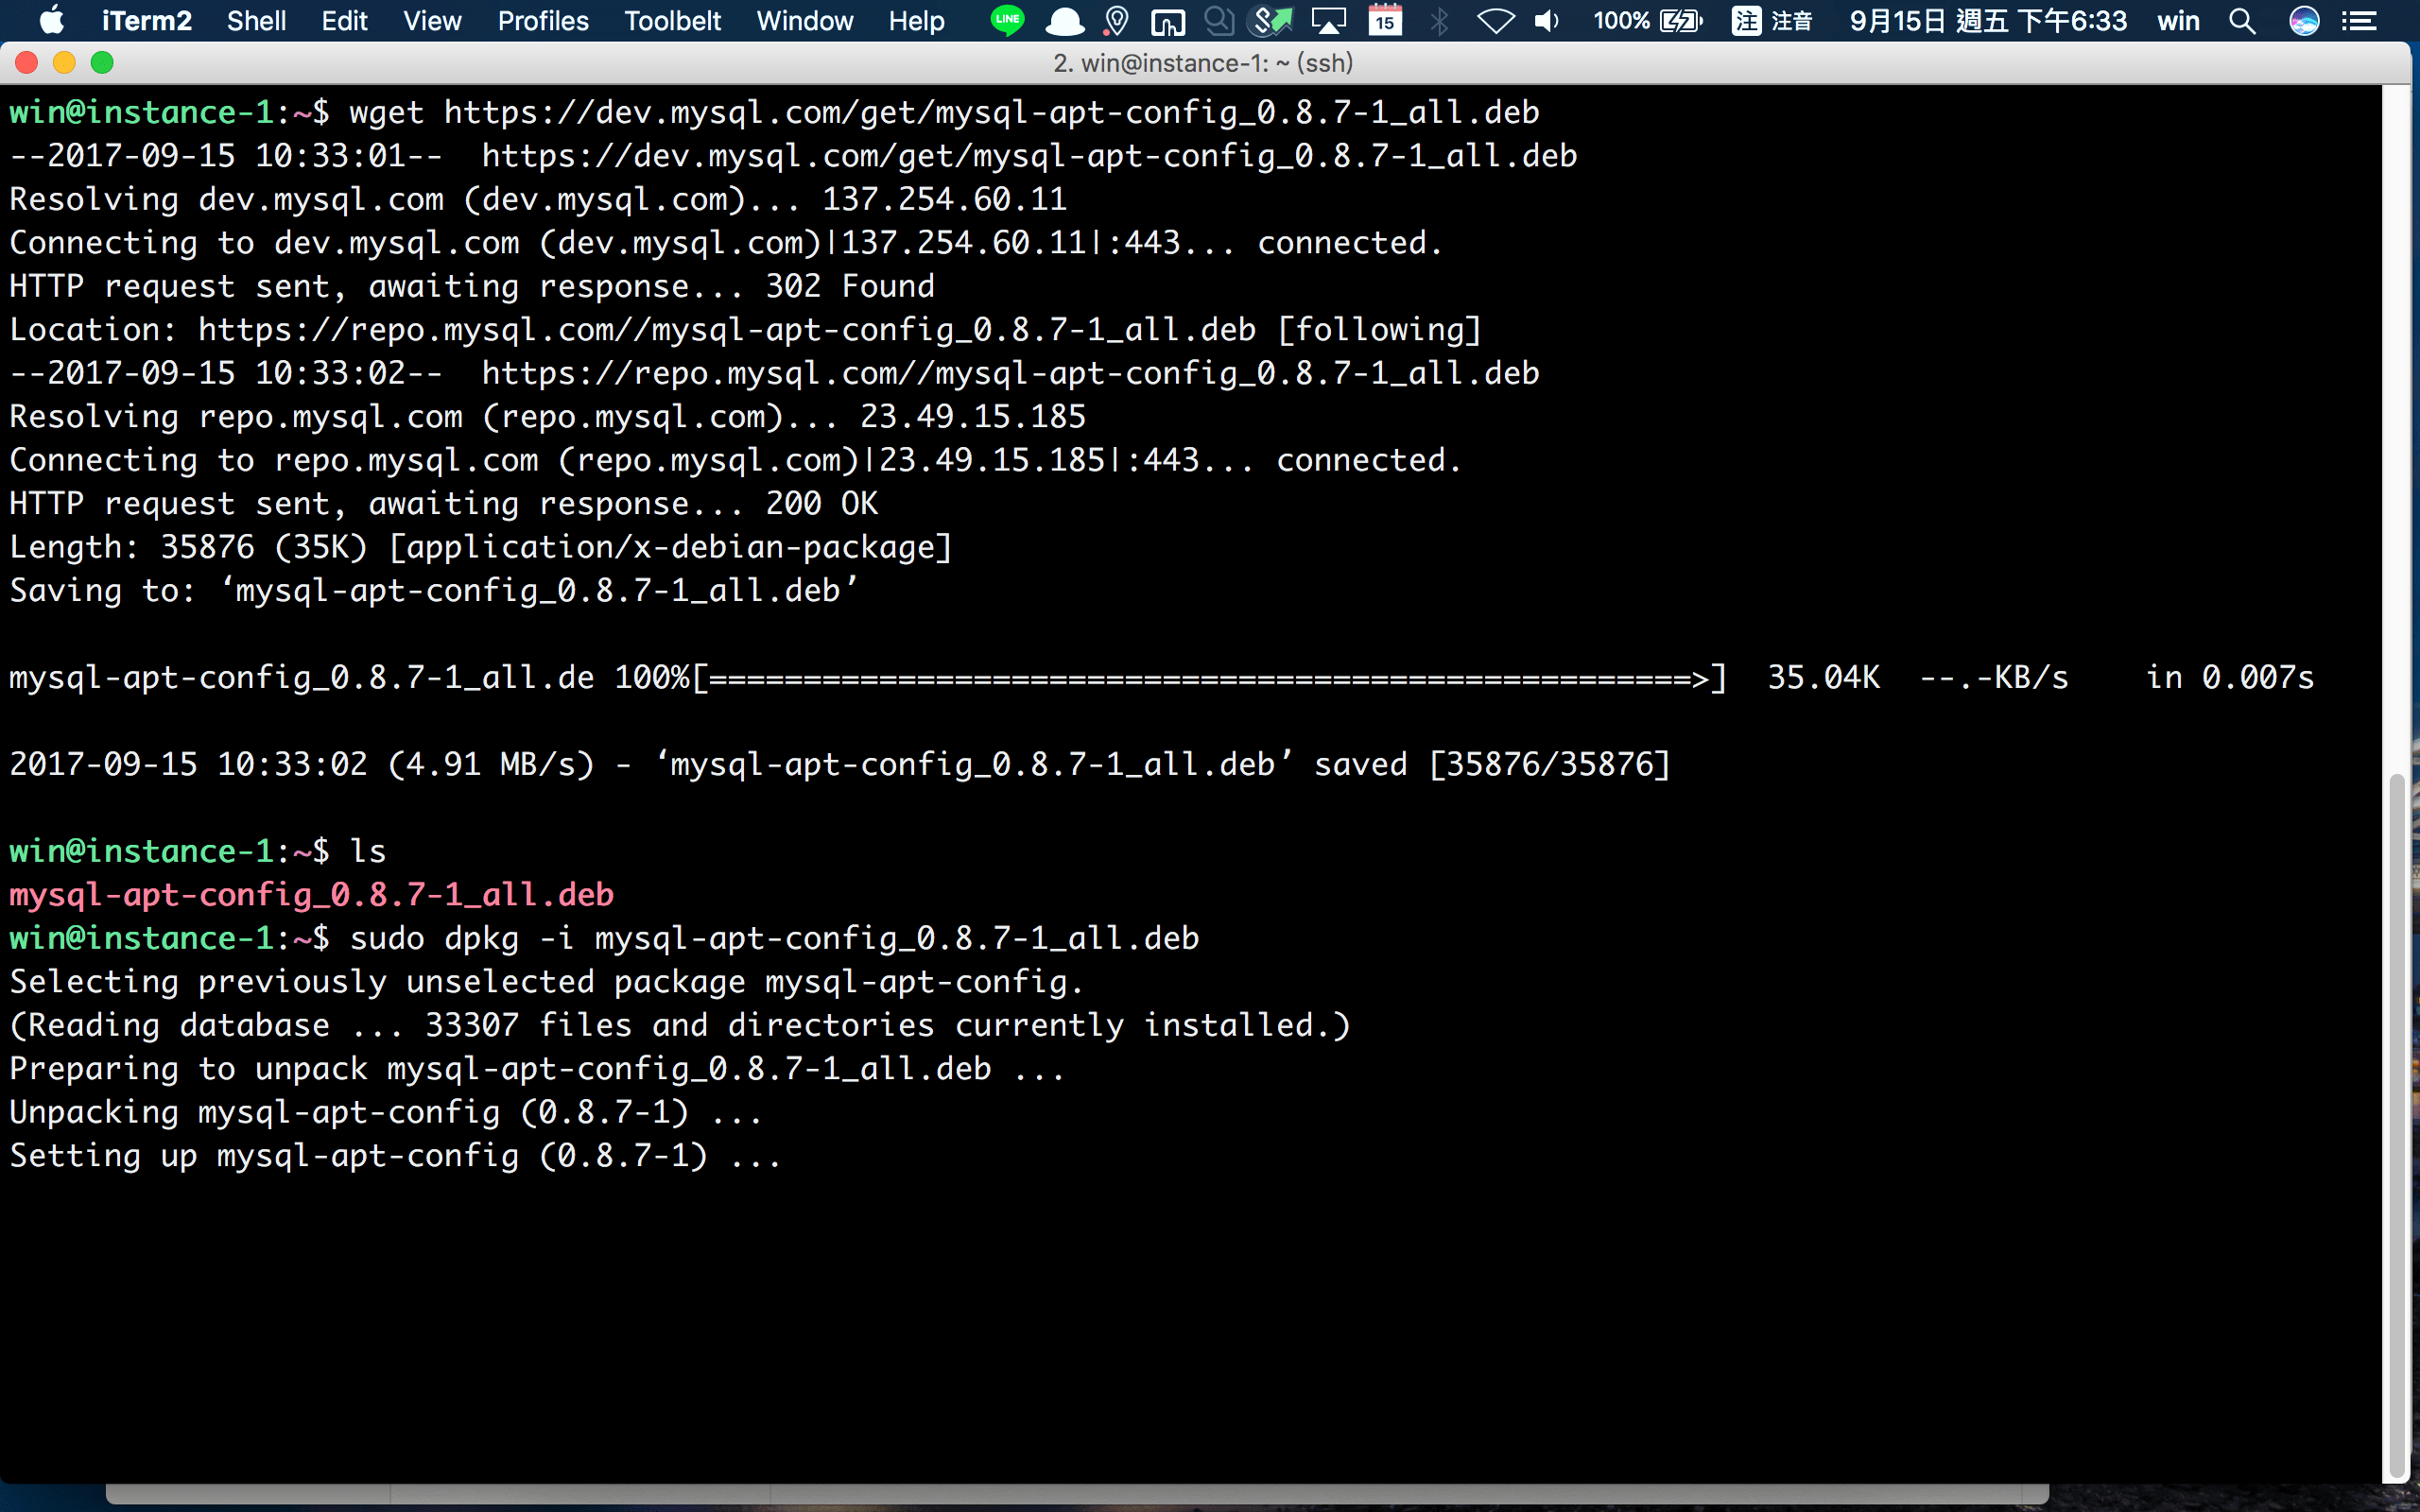 iTerm2 Shell Edit View Profiles Toolbelt Window Help LINE 15 100% 注 注音 9月15日 週五 下午6:33 win
2. win@instance-1: ~ (ssh)
win@instance-1:~$ wget https://dev.mysql.com/get/mysql-apt-config_0.8.7-1_all.deb
--2017-09-15 10:33:01--  https://dev.mysql.com/get/mysql-apt-config_0.8.7-1_all.deb
Resolving dev.mysql.com (dev.mysql.com)... 137.254.60.11
Connecting to dev.mysql.com (dev.mysql.com)|137.254.60.11|:443... connected.
HTTP request sent, awaiting response... 302 Found
Location: https://repo.mysql.com//mysql-apt-config_0.8.7-1_all.deb [following]
--2017-09-15 10:33:02--  https://repo.mysql.com//mysql-apt-config_0.8.7-1_all.deb
Resolving repo.mysql.com (repo.mysql.com)... 23.49.15.185
Connecting to repo.mysql.com (repo.mysql.com)|23.49.15.185|:443... connected.
HTTP request sent, awaiting response... 200 OK
Length: 35876 (35K) [application/x-debian-package]
Saving to: ‘mysql-apt-config_0.8.7-1_all.deb’
mysql-apt-config_0.8.7-1_all.de 100%[====================================================>]  35.04K  --.-KB/s    in 0.007s
2017-09-15 10:33:02 (4.91 MB/s) - ‘mysql-apt-config_0.8.7-1_all.deb’ saved [35876/35876]
win@instance-1:~$ ls
mysql-apt-config_0.8.7-1_all.deb
win@instance-1:~$ sudo dpkg -i mysql-apt-config_0.8.7-1_all.deb
Selecting previously unselected package mysql-apt-config.
(Reading database ... 33307 files and directories currently installed.)
Preparing to unpack mysql-apt-config_0.8.7-1_all.deb ...
Unpacking mysql-apt-config (0.8.7-1) ...
Setting up mysql-apt-config (0.8.7-1) ...